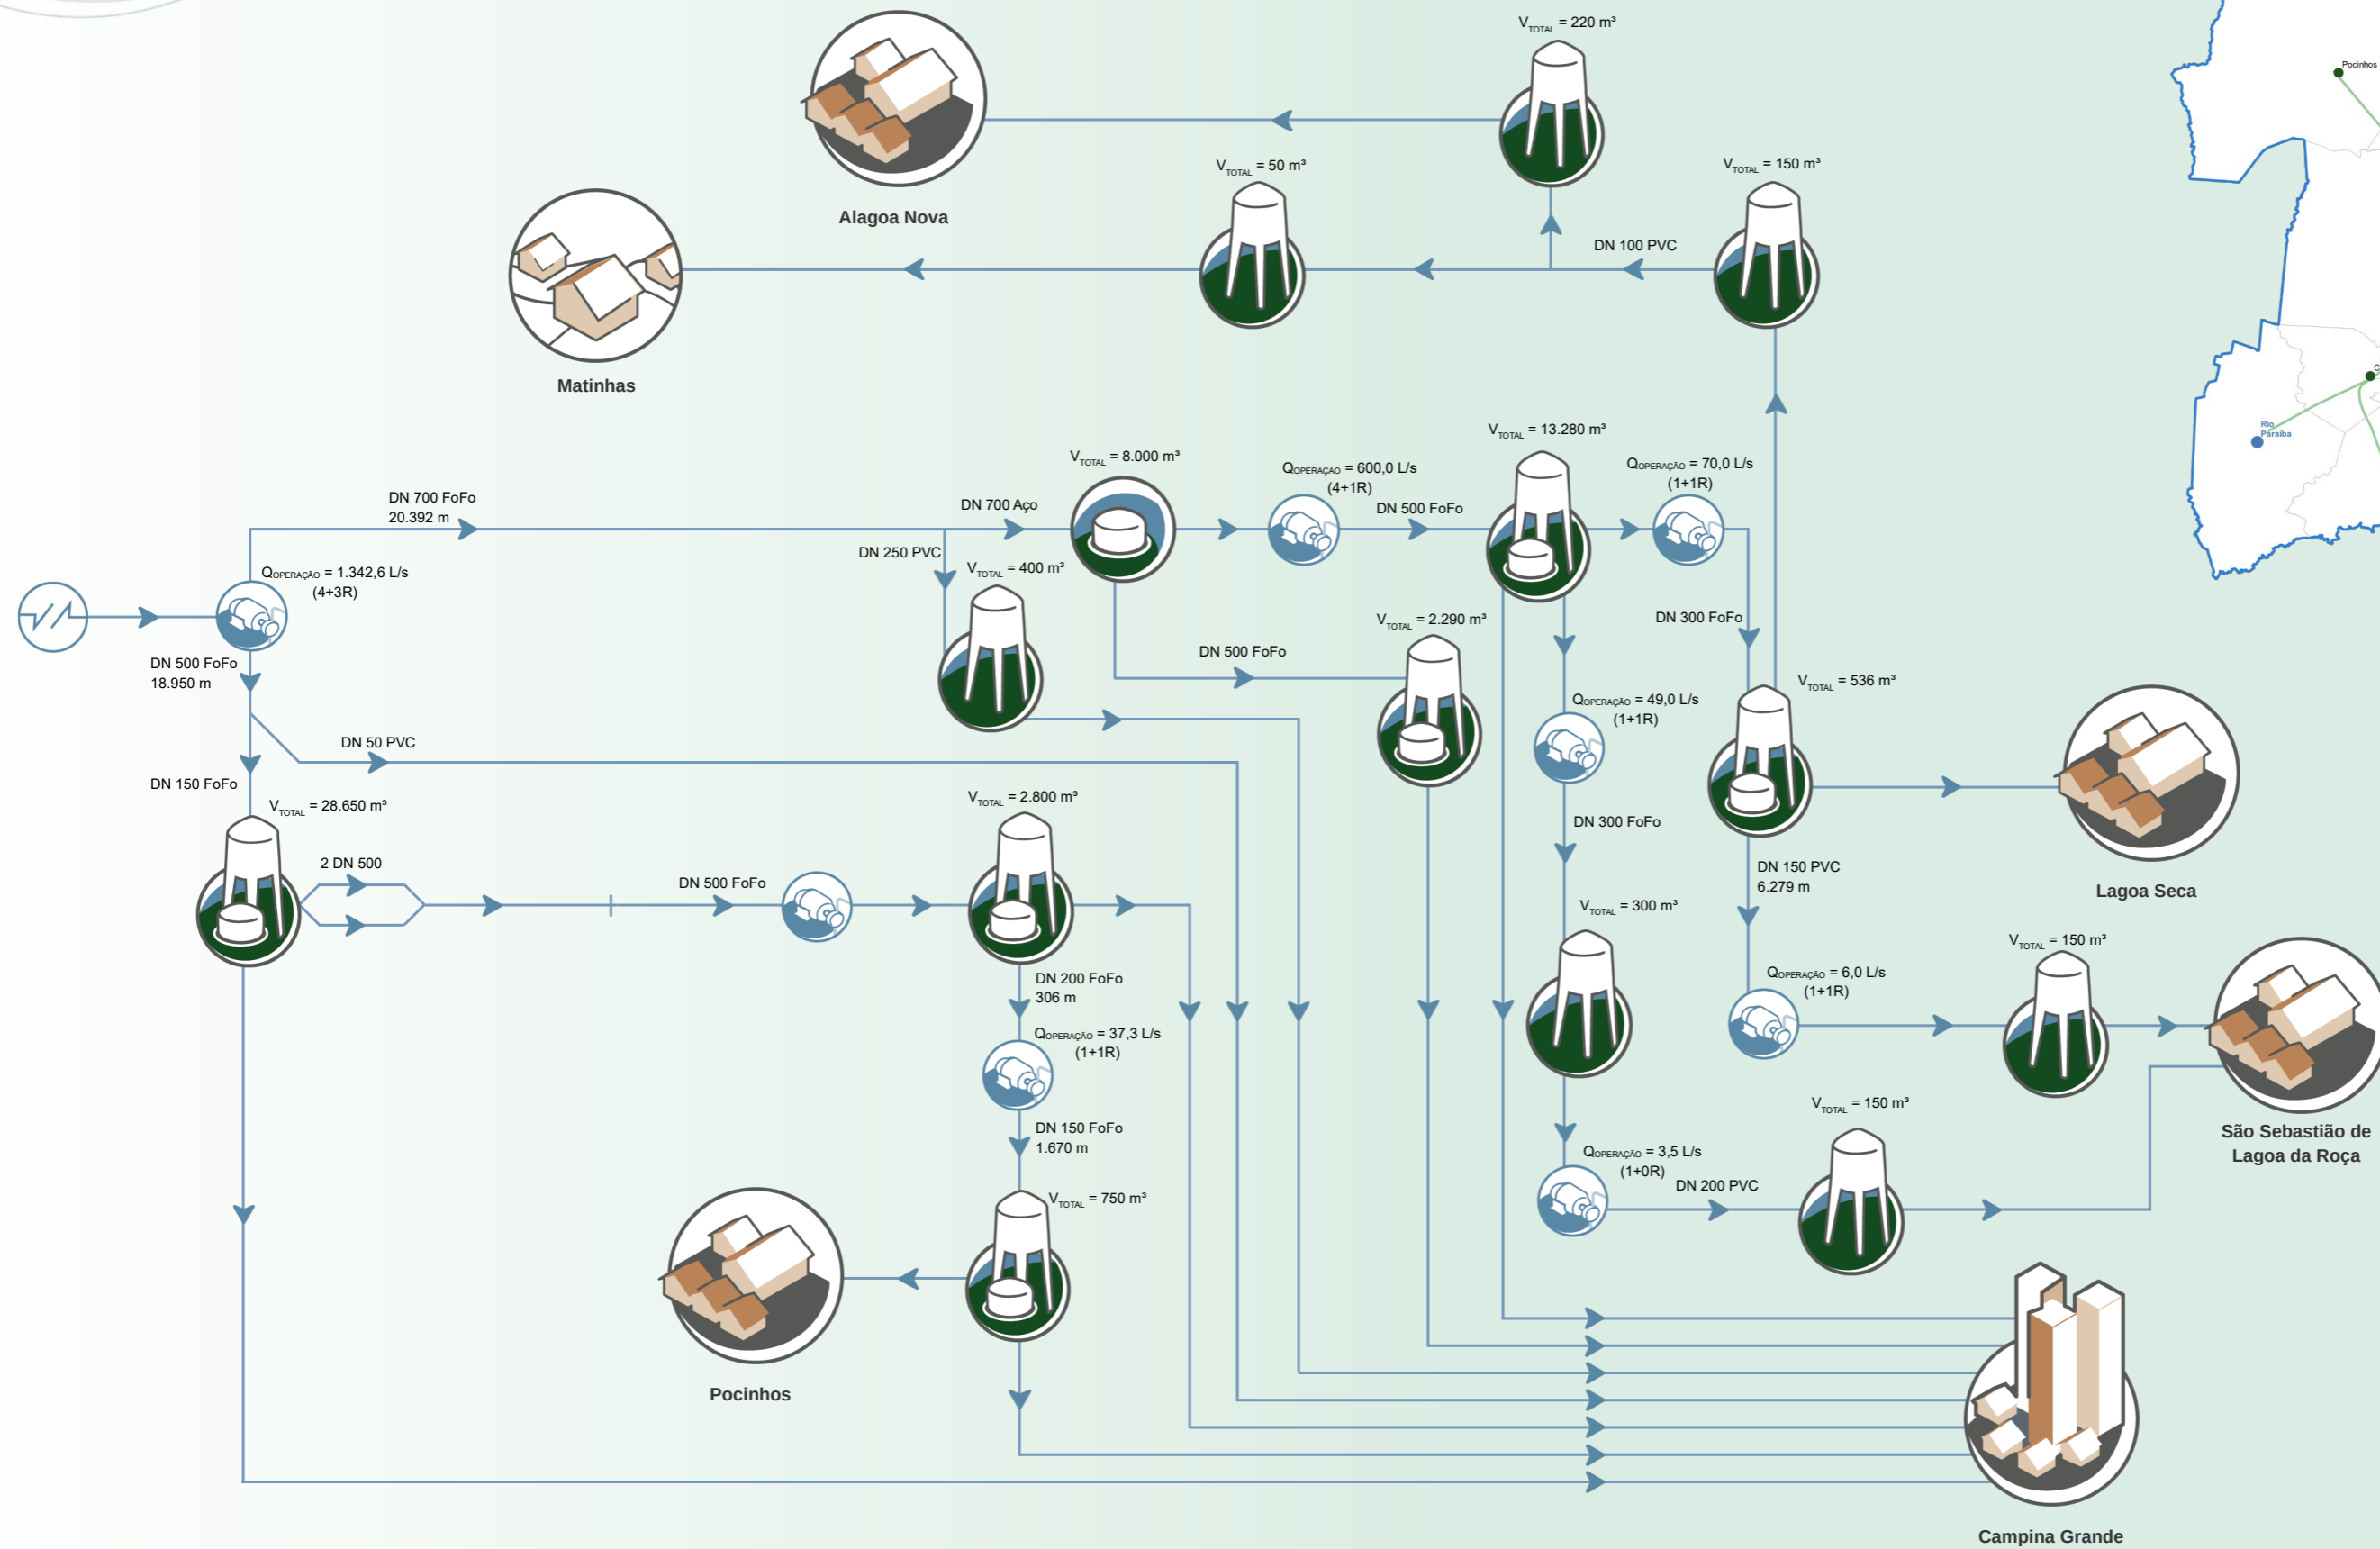 V TOTAL = 220 m³
Pocinhos
V TOTAL = 50 m³
V TOTAL = 150 m³
Alagoa Nova
DN 100 PVC
Matinhas
C
Rio
Paraíba
V TOTAL = 13.280 m³
V TOTAL = 8.000 m³
Q OPERAÇÃO = 600,0 L/s
(4+1R)
Q OPERAÇÃO = 70,0 L/s
(1+1R)
DN 700 FoFo
20.392 m
DN 700 Aço
DN 500 FoFo
DN 250 PVC
V TOTAL = 400 m³
Q OPERAÇÃO = 1.342,6 L/s
(4+3R)
V TOTAL = 2.290 m³
DN 300 FoFo
DN 500 FoFo
18.950 m
DN 500 FoFo
V TOTAL = 536 m³
Q OPERAÇÃO = 49,0 L/s
(1+1R)
DN 50 PVC
DN 150 FoFo
V TOTAL = 28.650 m³
V TOTAL = 2.800 m³
DN 300 FoFo
2 DN 500
DN 500 FoFo
DN 150 PVC
6.279 m
Lagoa Seca
V TOTAL = 300 m³
V TOTAL = 150 m³
DN 200 FoFo
306 m
Q OPERAÇÃO = 6,0 L/s
(1+1R)
Q OPERAÇÃO = 37,3 L/s
(1+1R)
V TOTAL = 150 m³
DN 150 FoFo
1.670 m
São Sebastião de
Lagoa da Roça
Q OPERAÇÃO = 3,5 L/s
(1+0R)
DN 200 PVC
V TOTAL = 750 m³
Pocinhos
Campina Grande